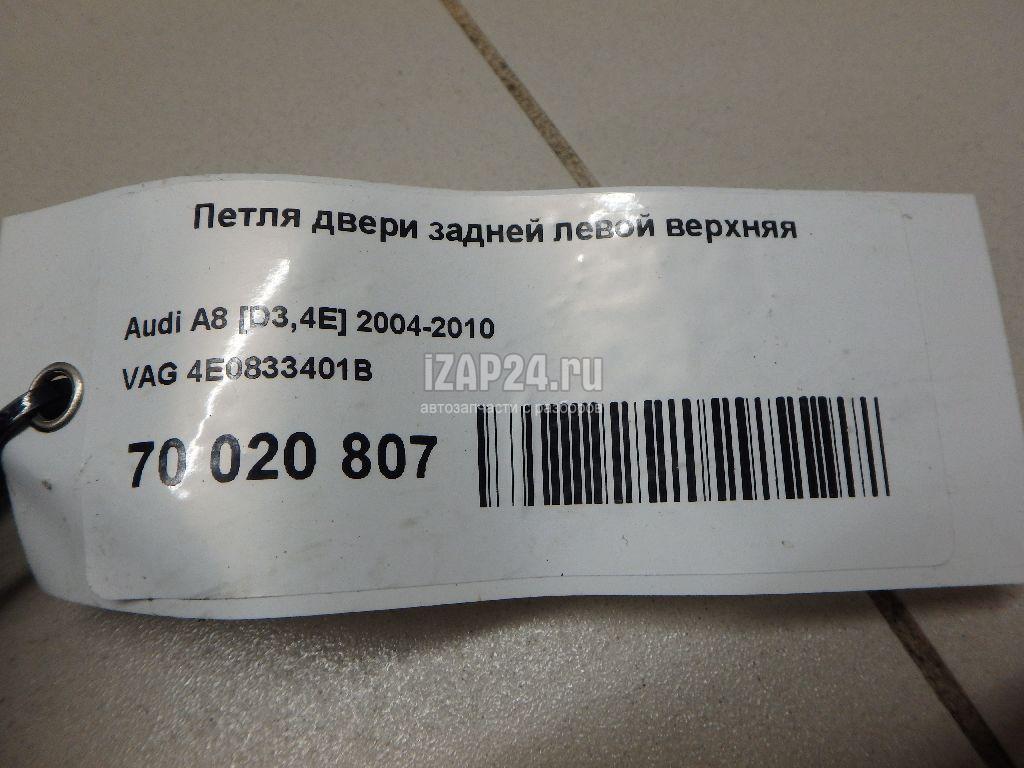 Петля двери задней левой верхняя
Audi A8 [D3,4E] 2004-2010
VAG 4E0833401B
iZAP24.ru
автозапчасти с разборов
70 020 807